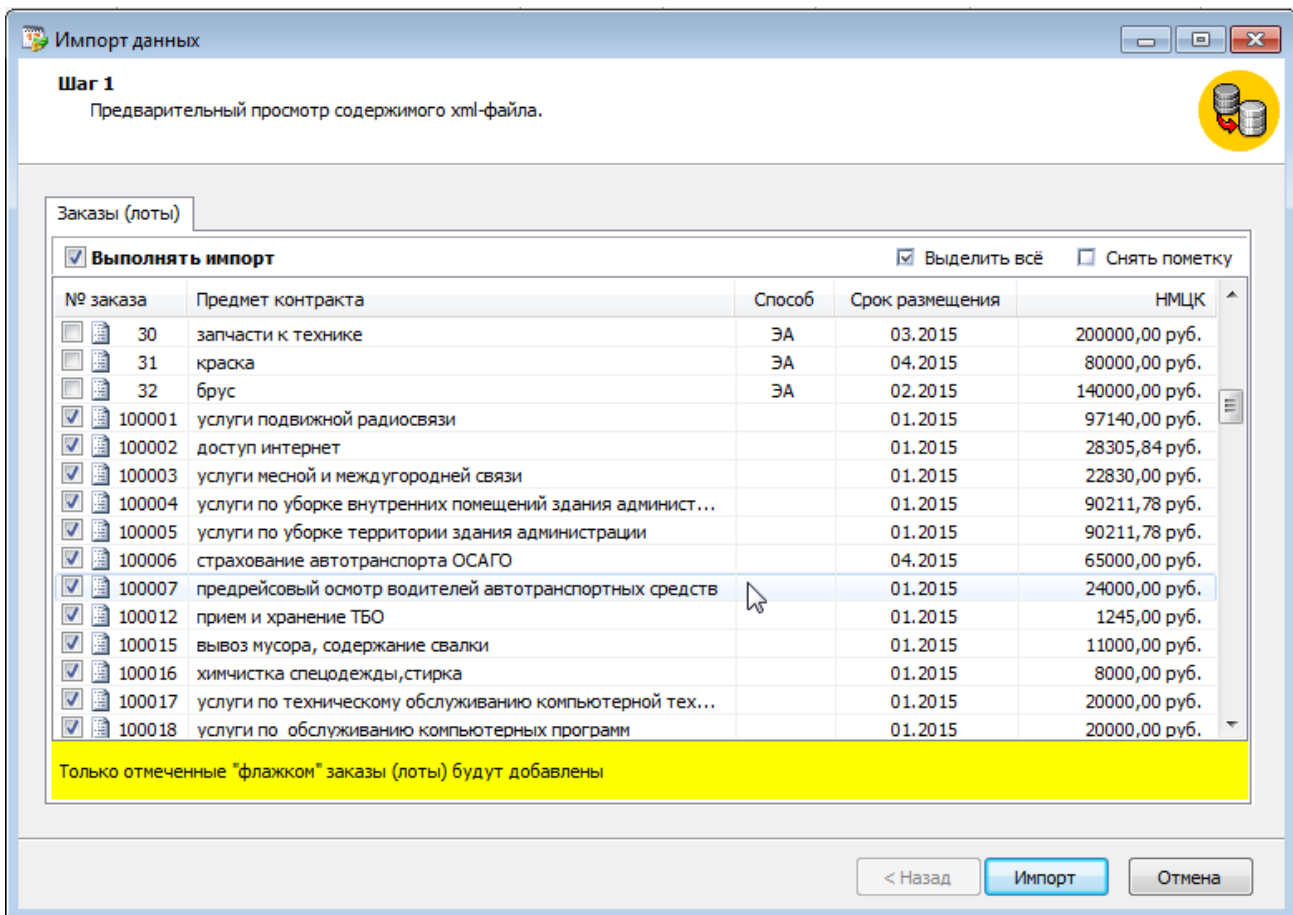 Импорт данных
Шаг 1
Предварительный просмотр содержимого xml-файла.
Заказы (лоты)
Выполнять импорт Выделить всё Снять пометку
№ заказа Предмет контракта Способ Срок размещения НМЦК
30 запчасти к технике ЭА 03.2015 200000,00 руб.
31 краска ЭА 04.2015 80000,00 руб.
32 брус ЭА 02.2015 140000,00 руб.
100001 услуги подвижной радиосвязи 01.2015 97140,00 руб.
100002 доступ интернет 01.2015 28305,84 руб.
100003 услуги месной и междугородней связи 01.2015 22830,00 руб.
100004 услуги по уборке внутренних помещений здания админист... 01.2015 90211,78 руб.
100005 услуги по уборке территории здания администрации 01.2015 90211,78 руб.
100006 страхование автотранспорта ОСАГО 04.2015 65000,00 руб.
100007 предрейсовый осмотр водителей автотранспортных средств 01.2015 24000,00 руб.
100012 прием и хранение ТБО 01.2015 1245,00 руб.
100015 вывоз мусора, содержание свалки 01.2015 11000,00 руб.
100016 химчистка спецодежды,стирка 01.2015 8000,00 руб.
100017 услуги по техническому обслуживанию компьютерной тех... 01.2015 20000,00 руб.
100018 услуги по обслуживанию компьютерных программ 01.2015 20000,00 руб.
Только отмеченные "флажком" заказы (лоты) будут добавлены
< Назад Импорт Отмена